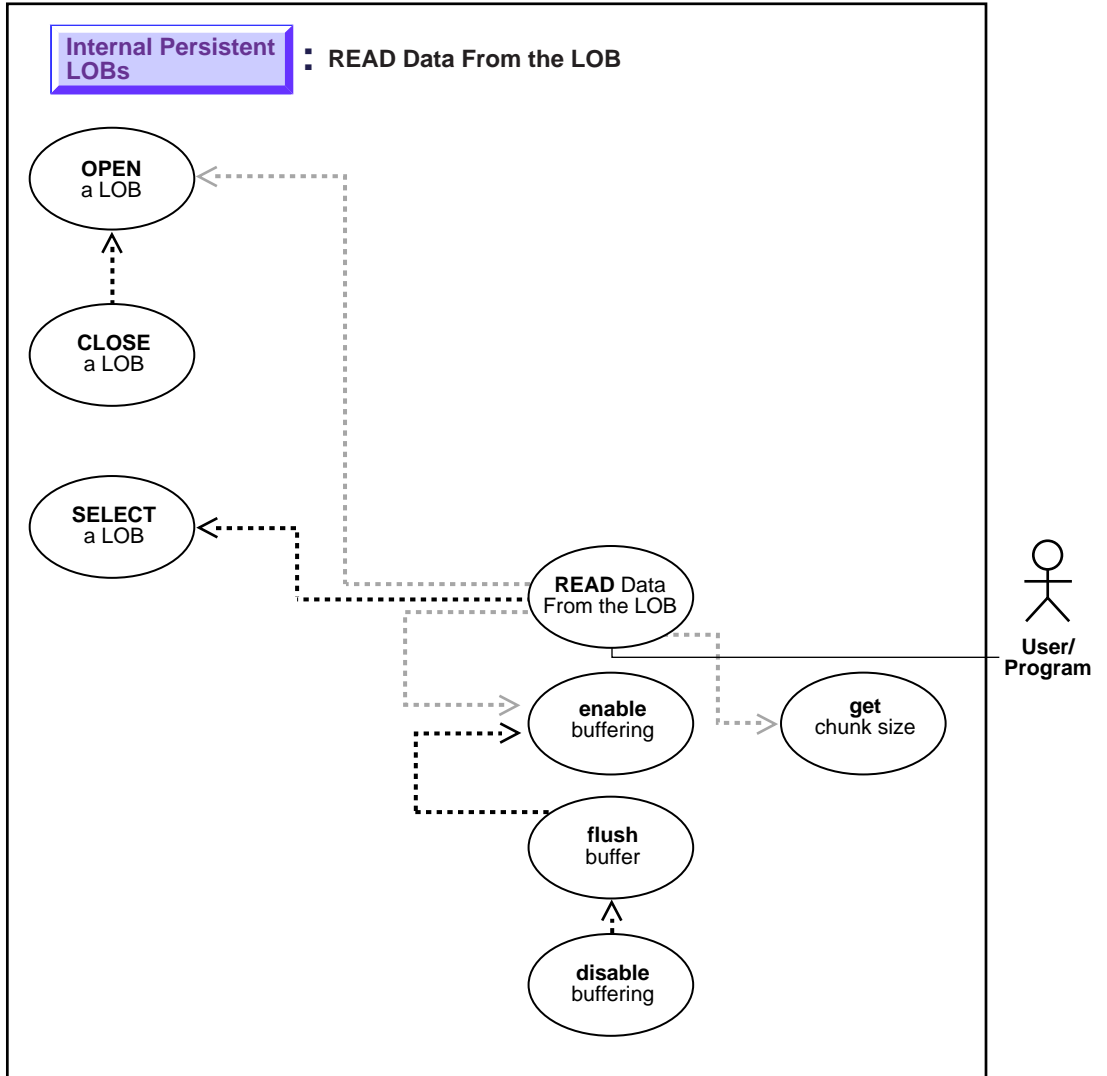 Internal Persistent
LOBs
: READ Data From the LOB
OPEN
a LOB
CLOSE
a LOB
SELECT
a LOB
READ Data
From the LOB
User/
Program
enable
buffering
get
chunk size
flush
buffer
disable
buffering